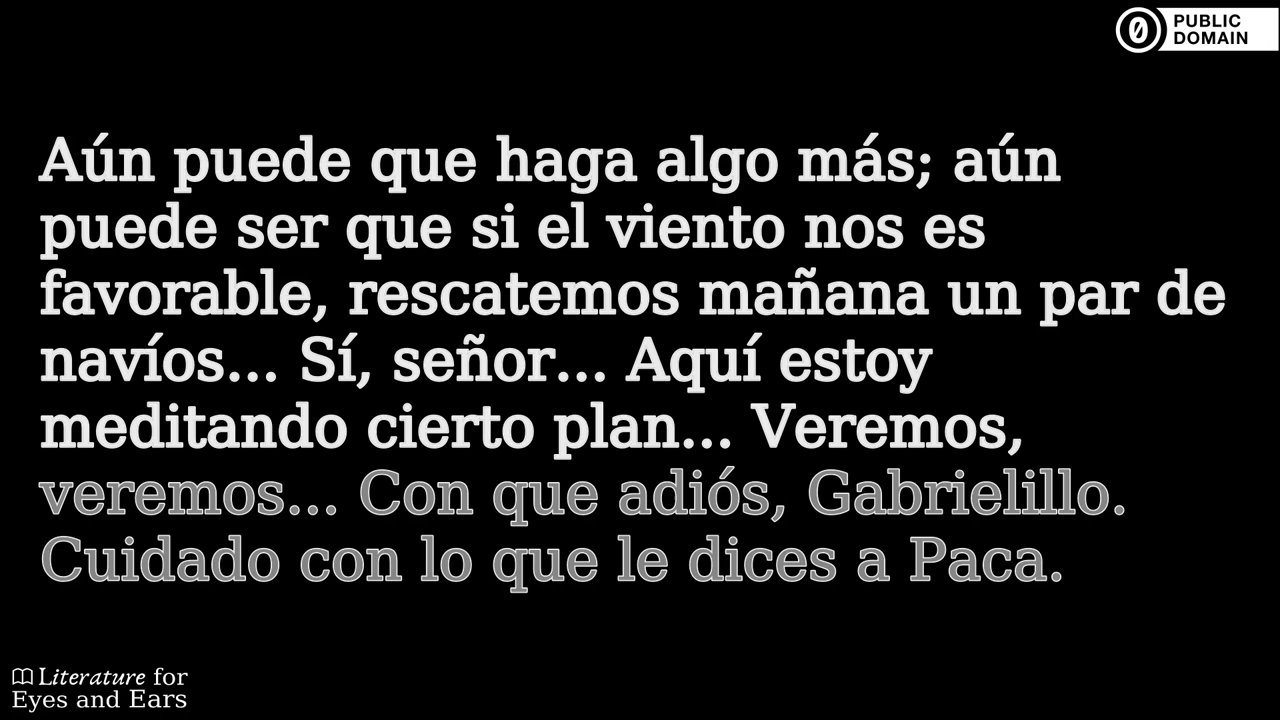 PUBLIC
DOMAIN
Aún puede que haga algo más; aún
puede ser que si el viento nos es
favorable, rescatemos mañana un par de
navíos... Sí, señor... Aquí estoy
meditando cierto plan... Veremos,
veremos... Con que adiós, Gabrielillo.
Cuidado con lo que le dices a Paca.
Literature for
Eyes and Ears